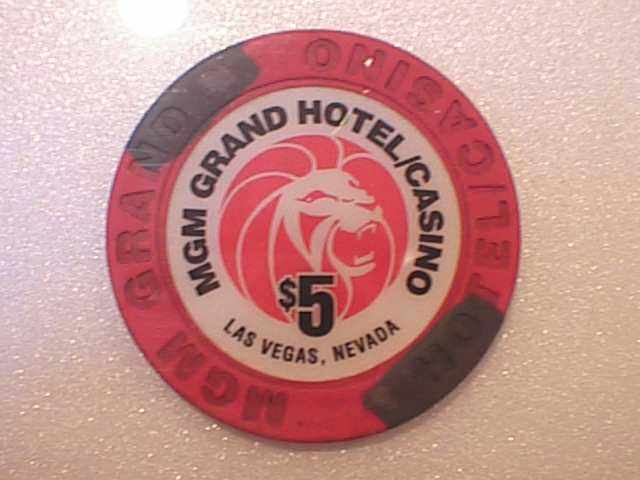 MGM GRAND HOTEL/CASINO
MGM GRAND HOTEL/CASINO
$5
LAS VEGAS, NEVADA